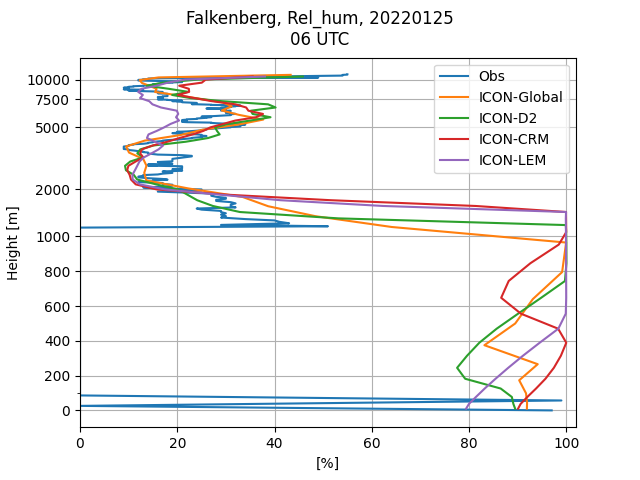 Falkenberg, Rel_hum, 20220125
06 UTC
Obs
ICON-Global
ICON-D2
ICON-CRM
ICON-LEM
Height [m]
10000
7500
5000
2000
1000
800
600
400
200
0
0 20 40 60 80 100
[%]